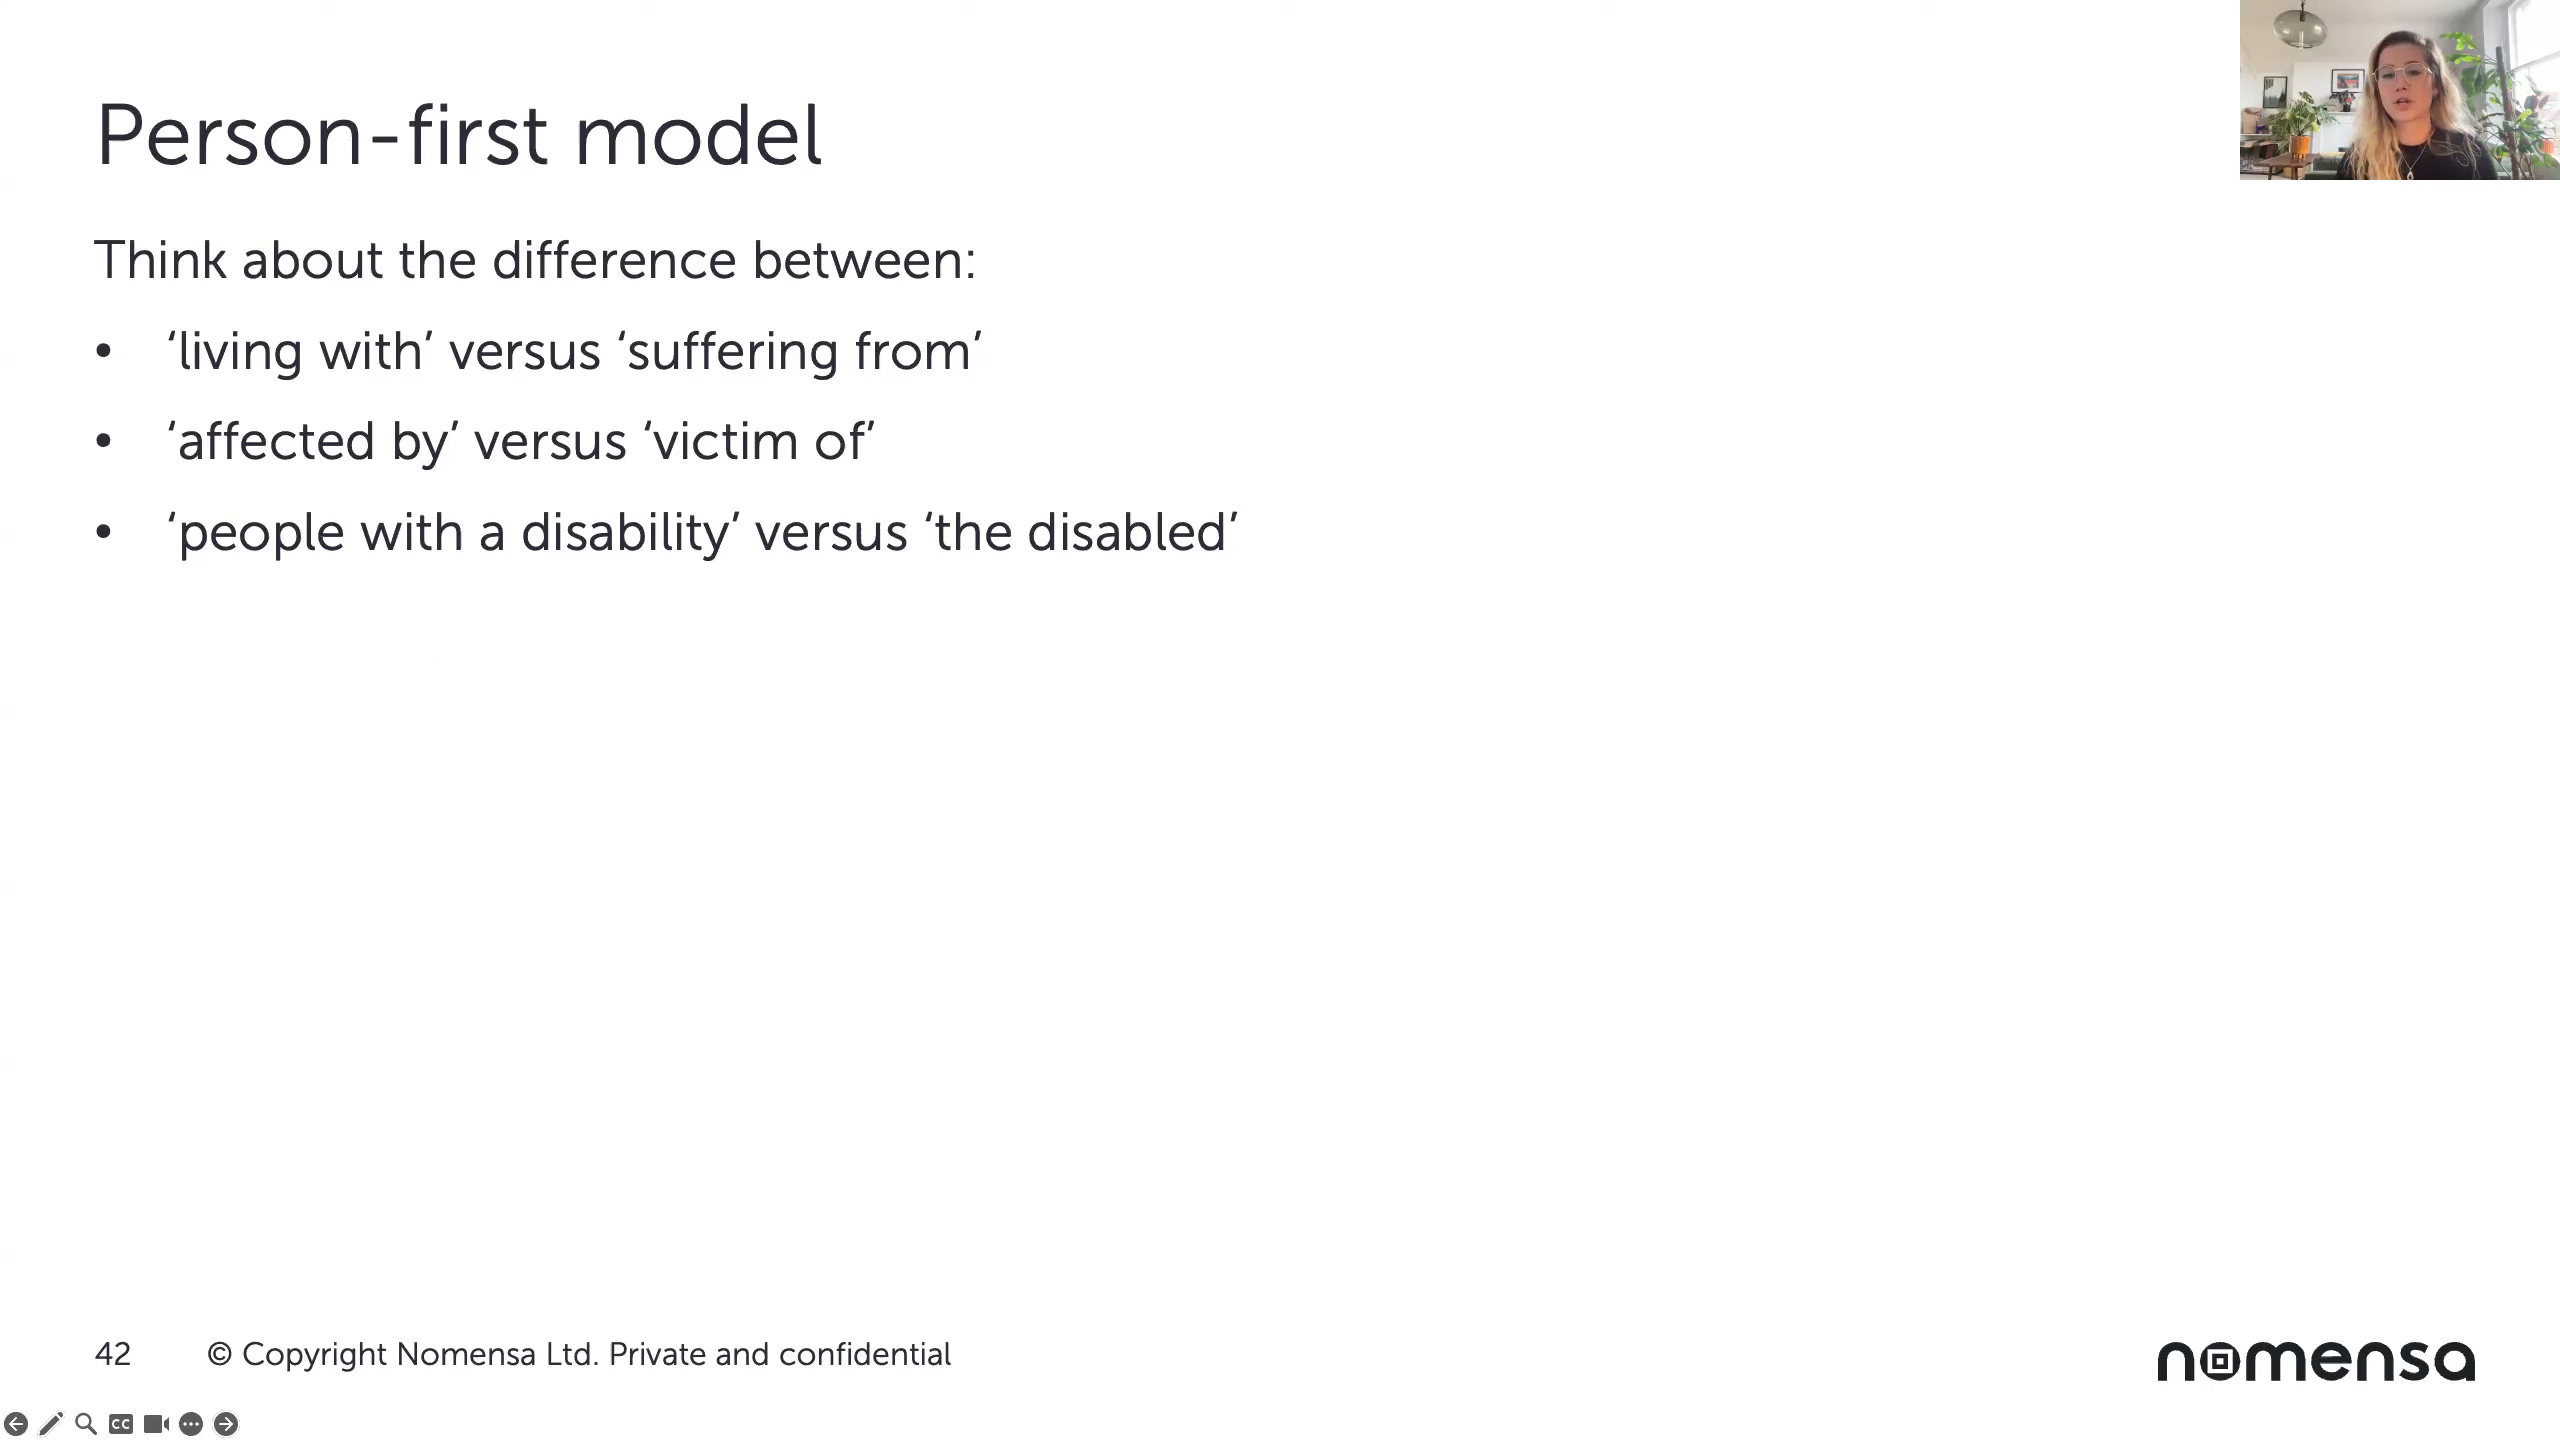 Person-first model
Think about the difference between:
• ‘living with’ versus ‘suffering from’
• ‘affected by’ versus ‘victim of’
• ‘people with a disability’ versus ‘the disabled’
42 © Copyright Nomensa Ltd. Private and confidential
nomensa
CC